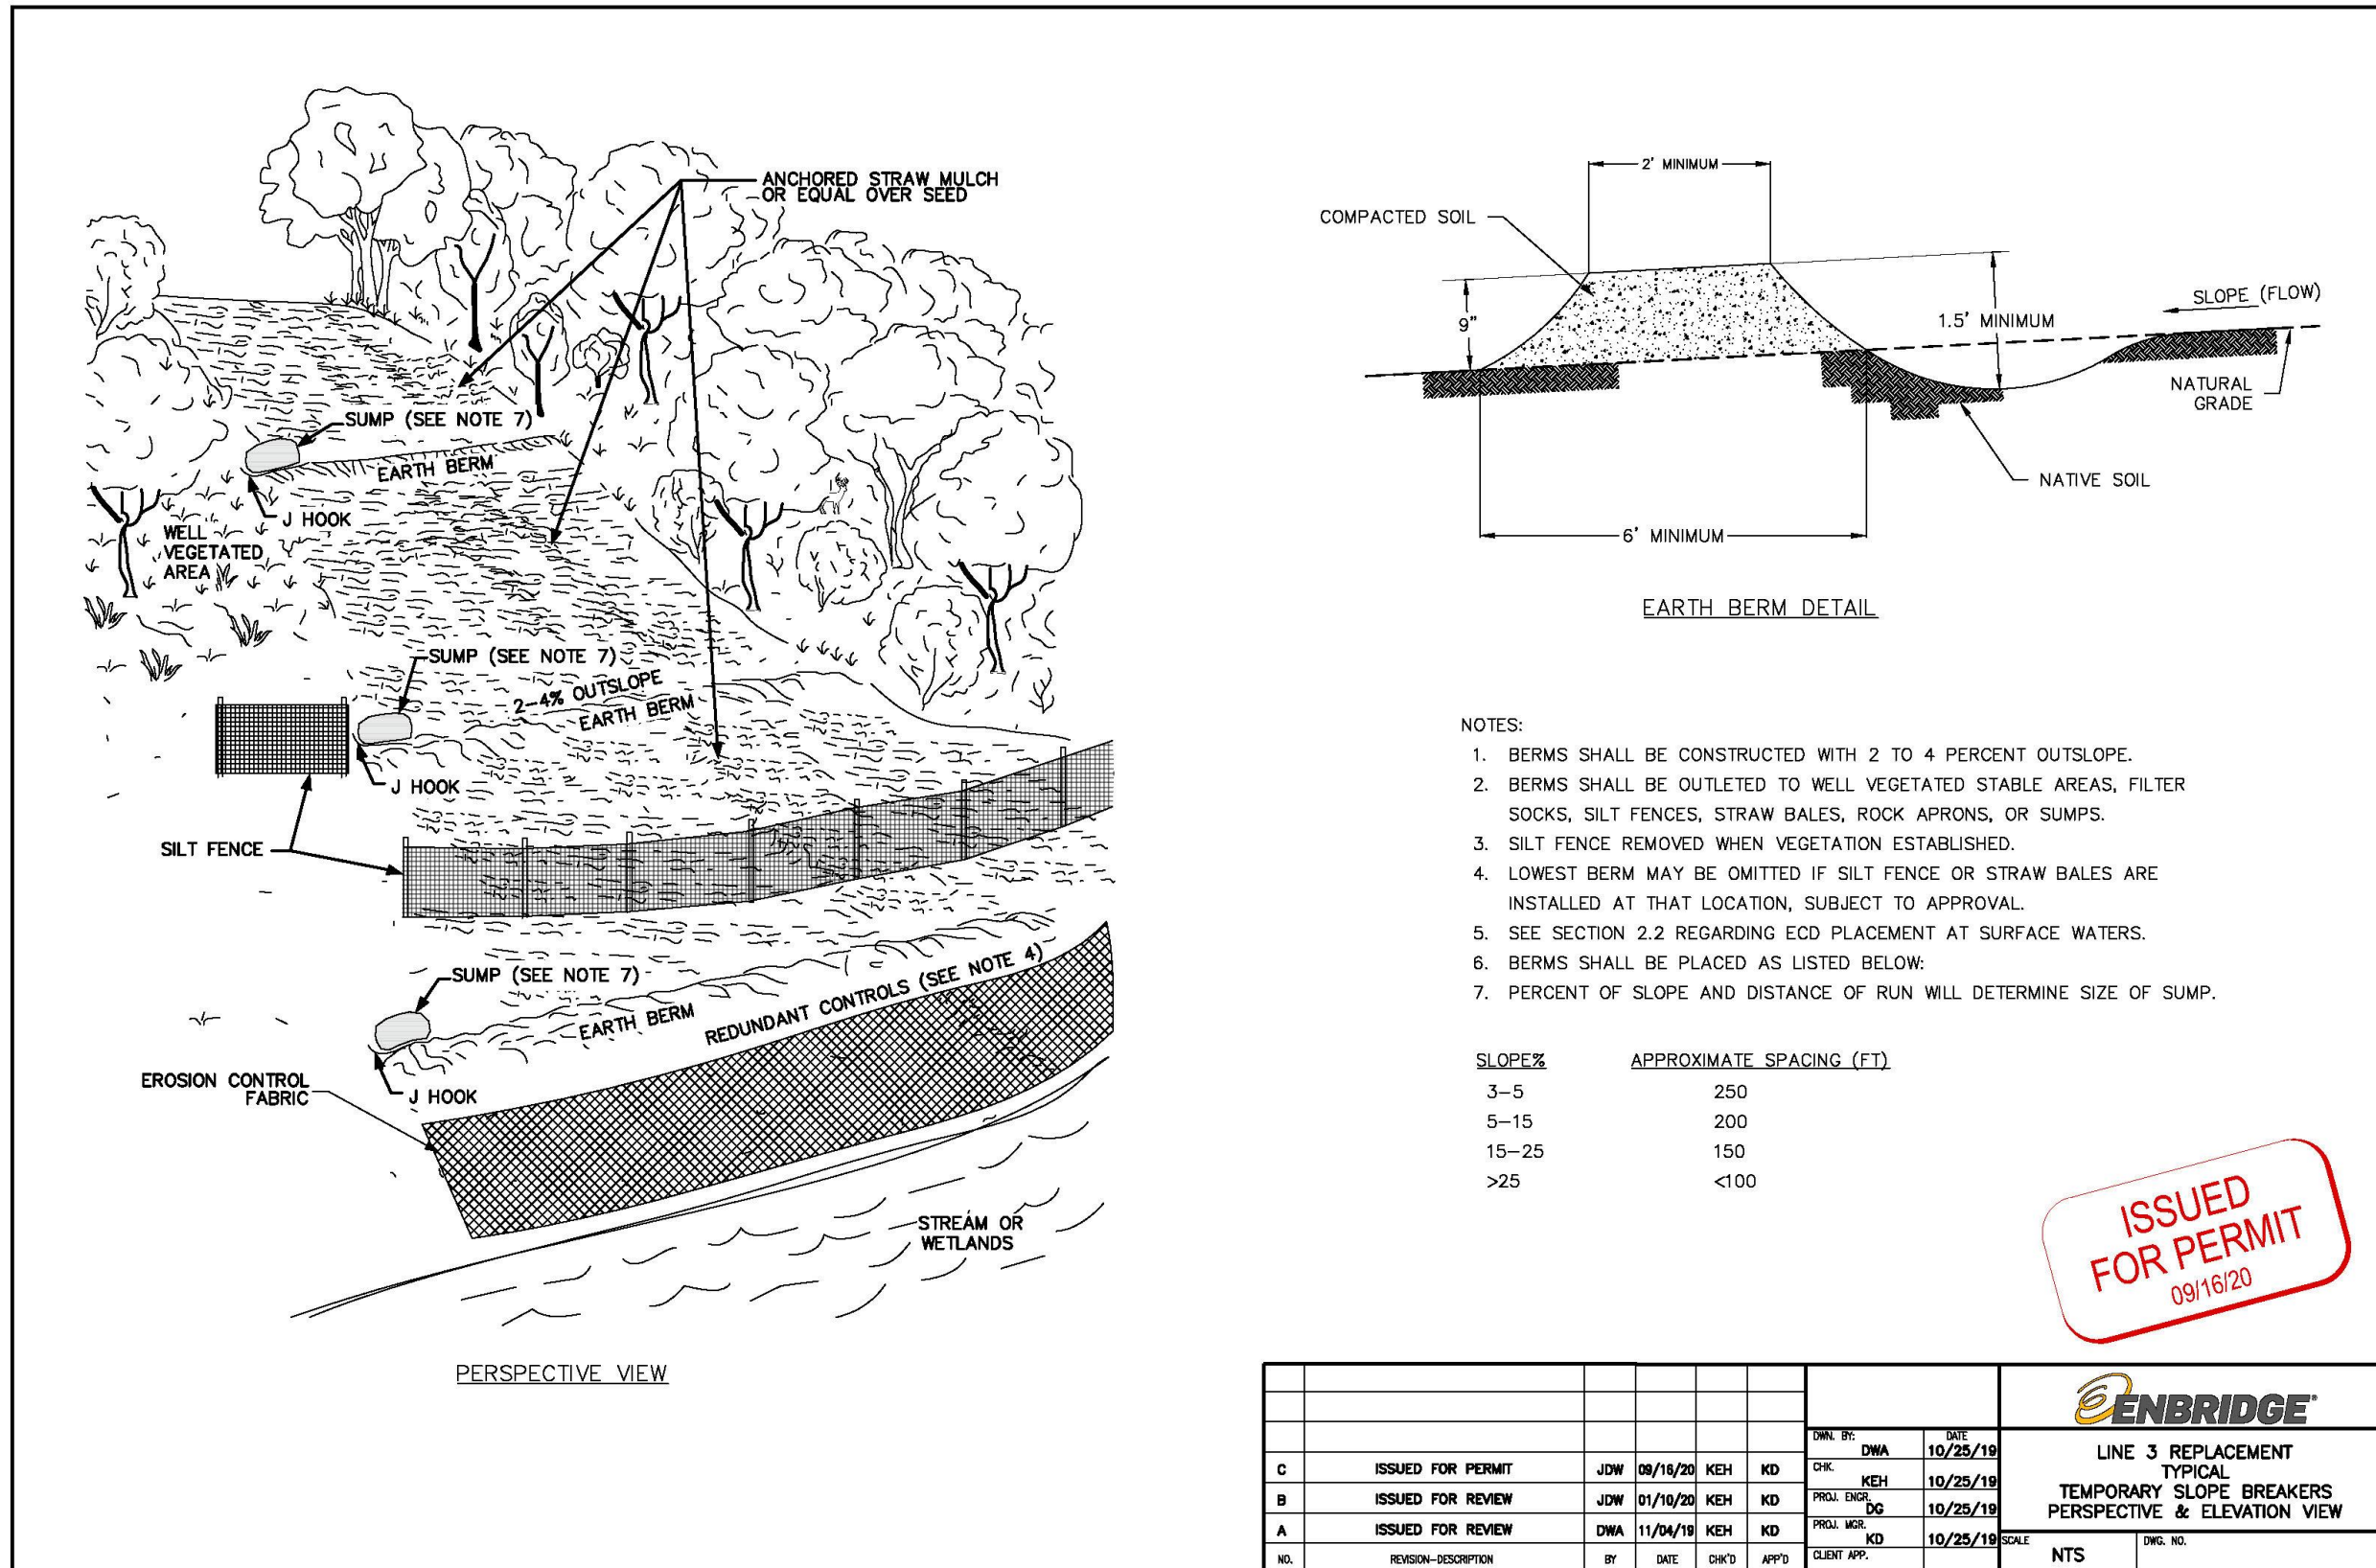 ANCHORED STRAW MULCH
OR EQUAL OVER SEED
SUMP (SEE NOTE 7)
EARTH BERM
J HOOK
WELL
VEGETATED
AREA
SUMP (SEE NOTE 7)
2-4% OUTSLOPE
EARTH BERM
J HOOK
SILT FENCE
SUMP (SEE NOTE 7)
EARTH BERM
REDUNDANT CONTROLS (SEE NOTE 4)
EROSION CONTROL
FABRIC
J HOOK
STREAM OR
WETLANDS
PERSPECTIVE VIEW
2' MINIMUM
COMPACTED SOIL
SLOPE (FLOW)
9"
1.5' MINIMUM
NATURAL
GRADE
NATIVE SOIL
6' MINIMUM
EARTH BERM DETAIL
NOTES:
1. BERMS SHALL BE CONSTRUCTED WITH 2 TO 4 PERCENT OUTSLOPE.
2. BERMS SHALL BE OUTLETED TO WELL VEGETATED STABLE AREAS, FILTER
SOCKS, SILT FENCES, STRAW BALES, ROCK APRONS, OR SUMPS.
3. SILT FENCE REMOVED WHEN VEGETATION ESTABLISHED.
4. LOWEST BERM MAY BE OMITTED IF SILT FENCE OR STRAW BALES ARE
INSTALLED AT THAT LOCATION, SUBJECT TO APPROVAL.
5. SEE SECTION 2.2 REGARDING ECD PLACEMENT AT SURFACE WATERS.
6. BERMS SHALL BE PLACED AS LISTED BELOW:
7. PERCENT OF SLOPE AND DISTANCE OF RUN WILL DETERMINE SIZE OF SUMP.
SLOPE% APPROXIMATE SPACING (FT)
3-5 250
5-15 200
15-25 150
>25 <100
ISSUED
FOR PERMIT
09/16/20
C ISSUED FOR PERMIT JDW 09/16/20 KEH KD
B ISSUED FOR REVIEW JDW 01/10/20 KEH KD
A ISSUED FOR REVIEW DWA 11/04/19 KEH KD
NO. REVISION-DESCRIPTION BY DATE CHK'D APP'D
DWN. BY: DWA DATE 10/25/19
CHK. KEH 10/25/19
PROJ. ENGR. DG 10/25/19
PROJ. MGR. KD 10/25/19
CLIENT APP.
ENBRIDGE®
LINE 3 REPLACEMENT
TYPICAL
TEMPORARY SLOPE BREAKERS
PERSPECTIVE & ELEVATION VIEW
SCALE NTS
DWG. NO.